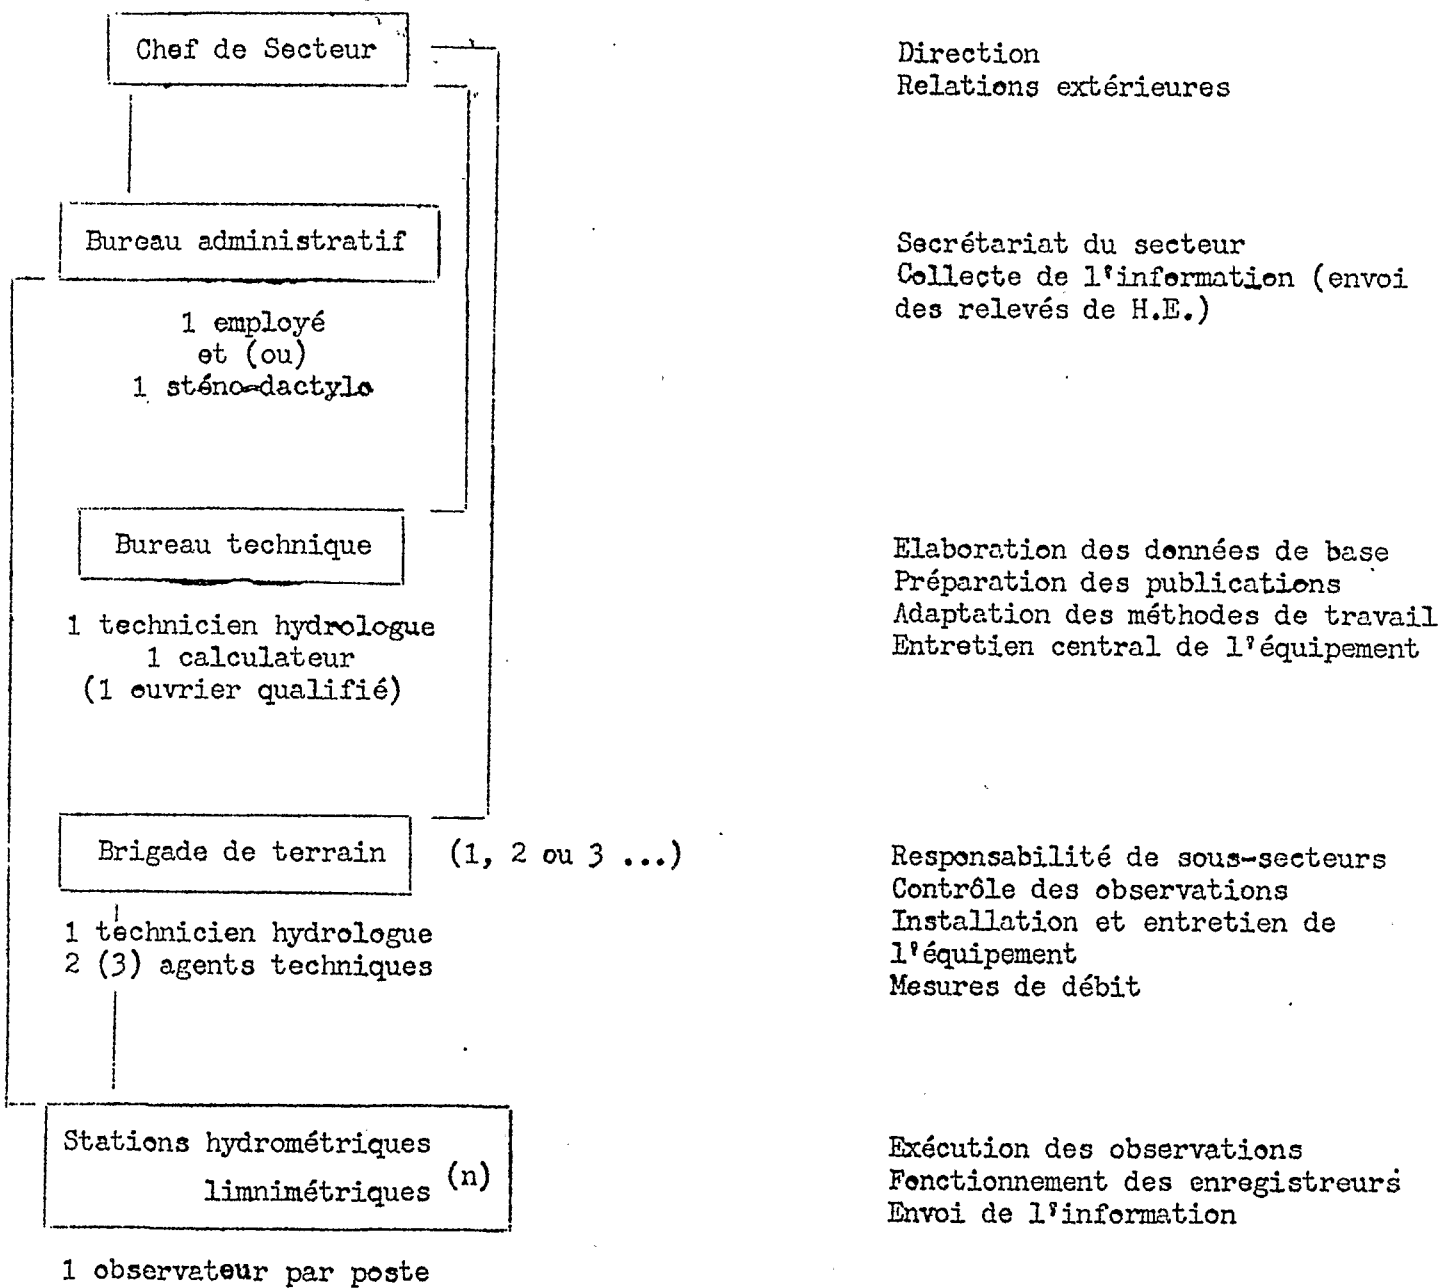 Chef de Secteur
Direction
Relations extérieures
Bureau administratif
1 employé
et (ou)
1 sténo-dactylo
Secrétariat du secteur
Collecte de l'information (envoi
des relevés de H.E.)
Bureau technique
1 technicien hydrologue
1 calculateur
(1 ouvrier qualifié)
Elaboration des données de base
Préparation des publications
Adaptation des méthodes de travail
Entretien central de l'équipement
Brigade de terrain (1, 2 ou 3 ...)
1 technicien hydrologue
2 (3) agents techniques
Responsabilité de sous-secteurs
Contrôle des observations
Installation et entretien de
l'équipement
Mesures de débit
Stations hydrométriques
limnimétriques (n)
1 observateur par poste
Exécution des observations
Fonctionnement des enregistreurs
Envoi de l'information